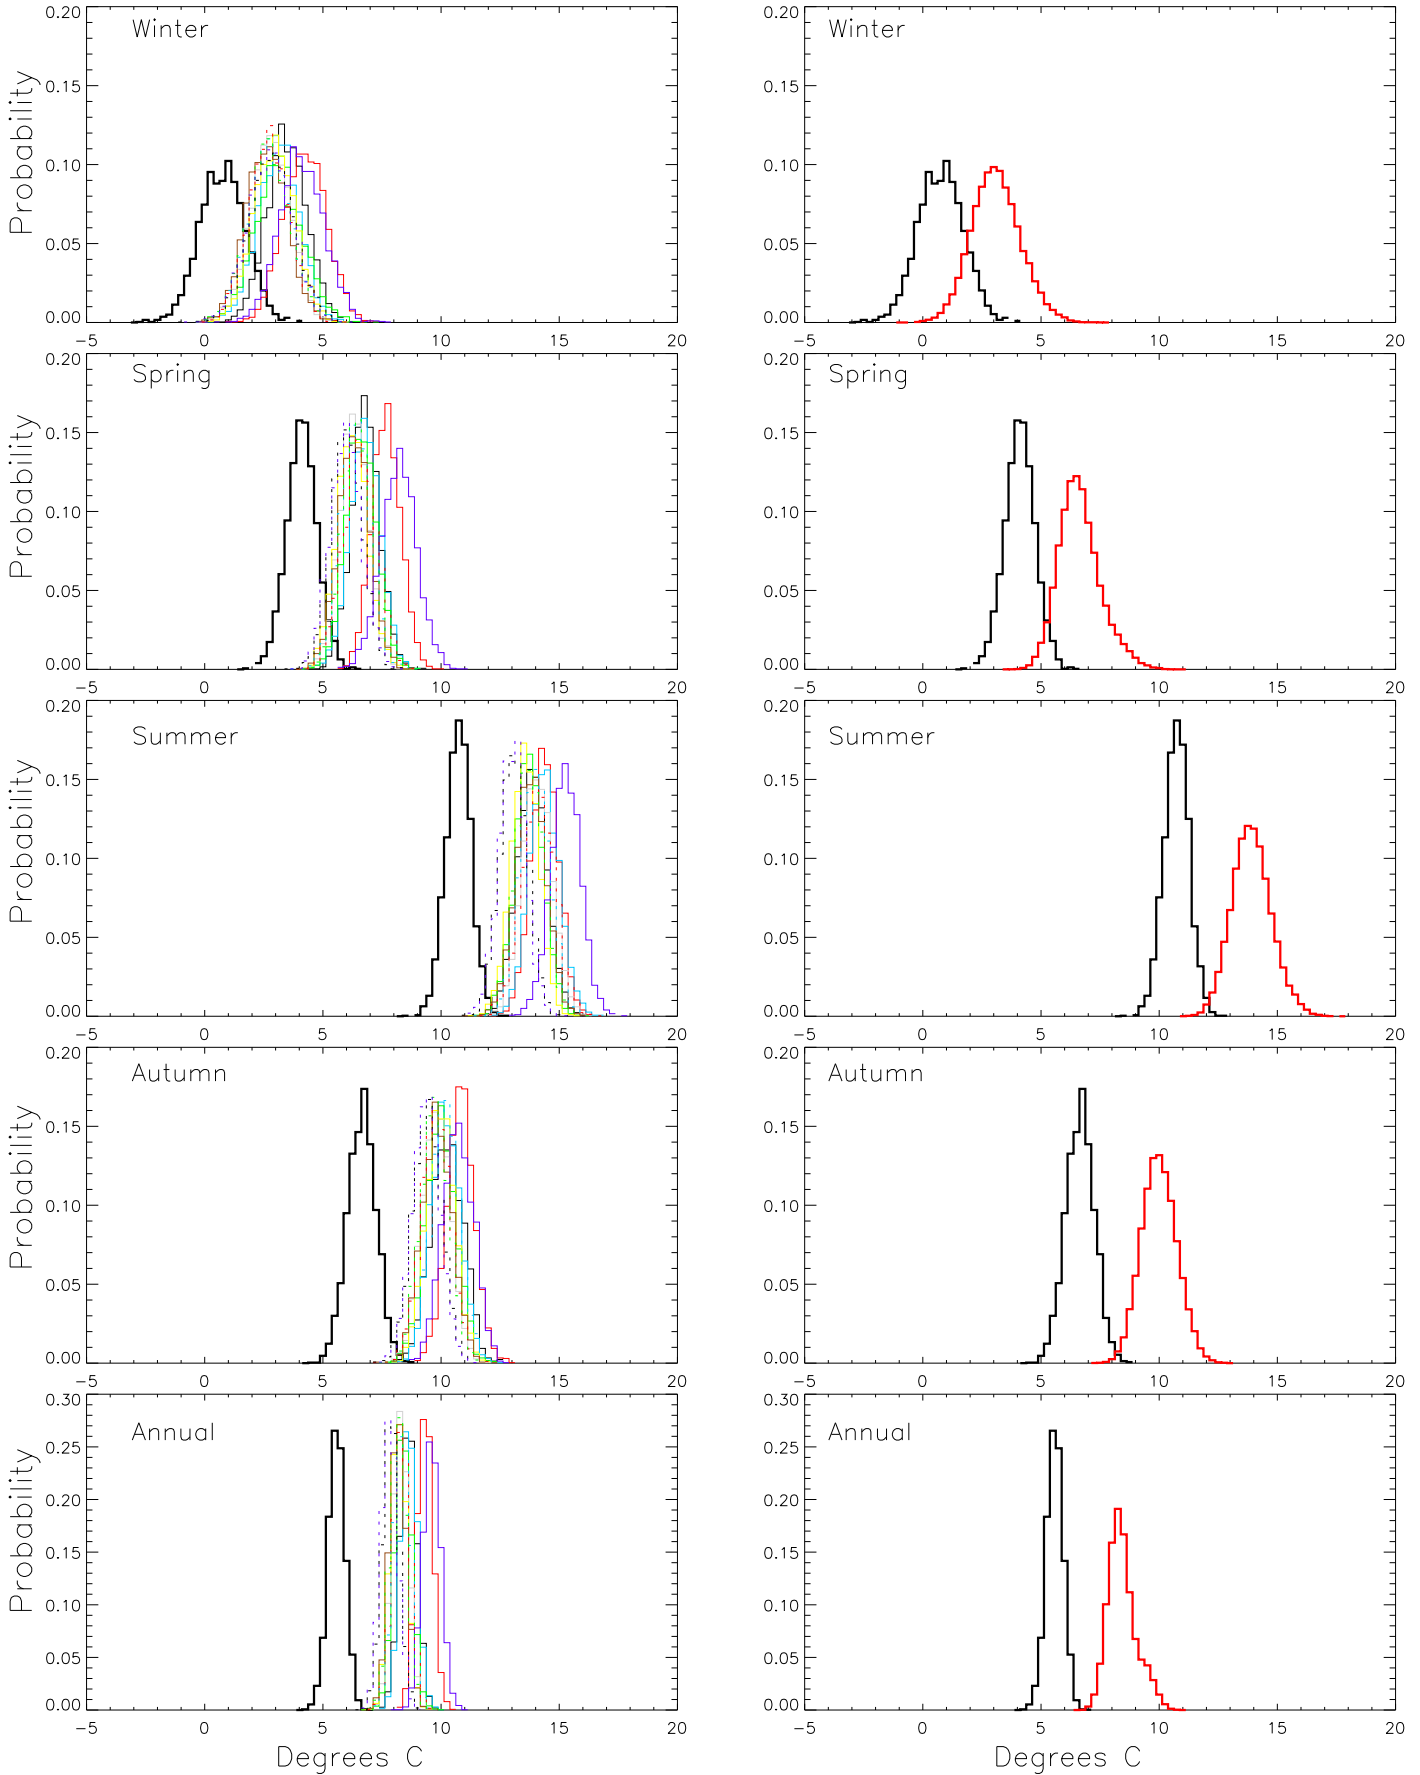 0.20 Winter 0.20 Winter
0.15 0.15
0.10 0.10
0.05 0.05
0.00 0.00
Probability
-5 0 5 10 15 20 -5 0 5 10 15 20
0.20 Spring 0.20 Spring
0.15 0.15
0.10 0.10
0.05 0.05
0.00 0.00
Probability
-5 0 5 10 15 20 -5 0 5 10 15 20
0.20 Summer 0.20 Summer
0.15 0.15
0.10 0.10
0.05 0.05
0.00 0.00
Probability
-5 0 5 10 15 20 -5 0 5 10 15 20
0.20 Autumn 0.20 Autumn
0.15 0.15
0.10 0.10
0.05 0.05
0.00 0.00
Probability
-5 0 5 10 15 20 -5 0 5 10 15 20
0.30 Annual 0.30 Annual
0.25 0.25
0.20 0.20
0.15 0.15
0.10 0.10
0.05 0.05
0.00 0.00
Probability
-5 0 5 10 15 20 -5 0 5 10 15 20
Degrees C Degrees C